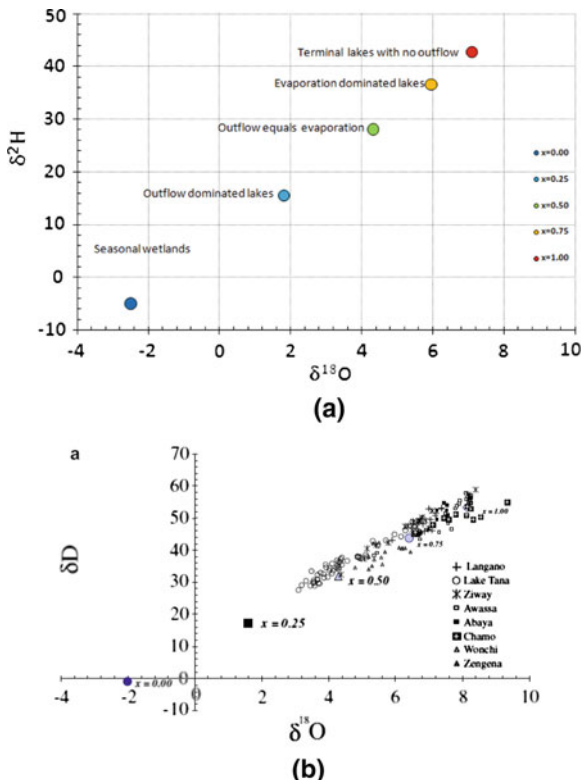 50
40
30
20
10
0
-10
δ²H
Terminal lakes with no outflow
Evaporation dominated lakes
Outflow equals evaporation
Outflow dominated lakes
Seasonal wetlands
x=0.00
x=0.25
x=0.50
x=0.75
x=1.00
-4 -2 0 2 4 6 8 10
δ¹⁸O
(a)
a
70
60
50
40
30
20
10
0
-10
δD
x = 1.00
x = 0.75
x = 0.50
x = 0.25
x = 0.00
Langano
Lake Tana
Ziway
Awassa
Abaya
Chamo
Wonchi
Zengena
-4 -2 0 2 4 6 8 10
δ¹⁸O
(b)